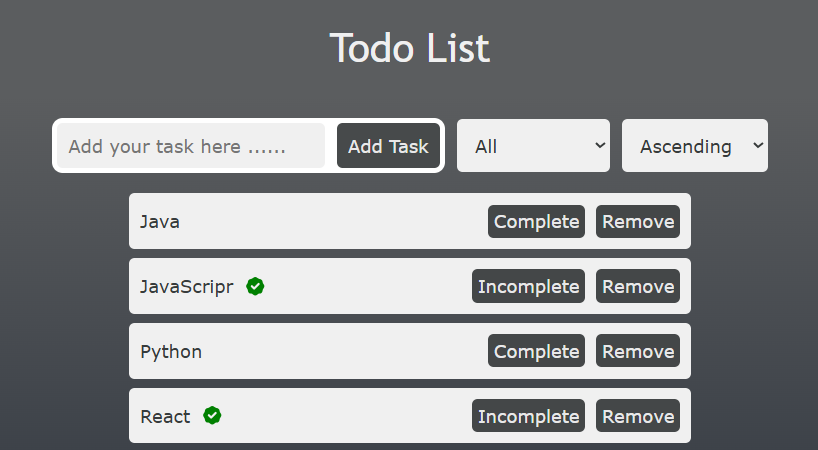 Todo List
Add your task here ......
Add Task
All
Ascending
Java
Complete
Remove
JavaScripr
Incomplete
Remove
Python
Complete
Remove
React
Incomplete
Remove